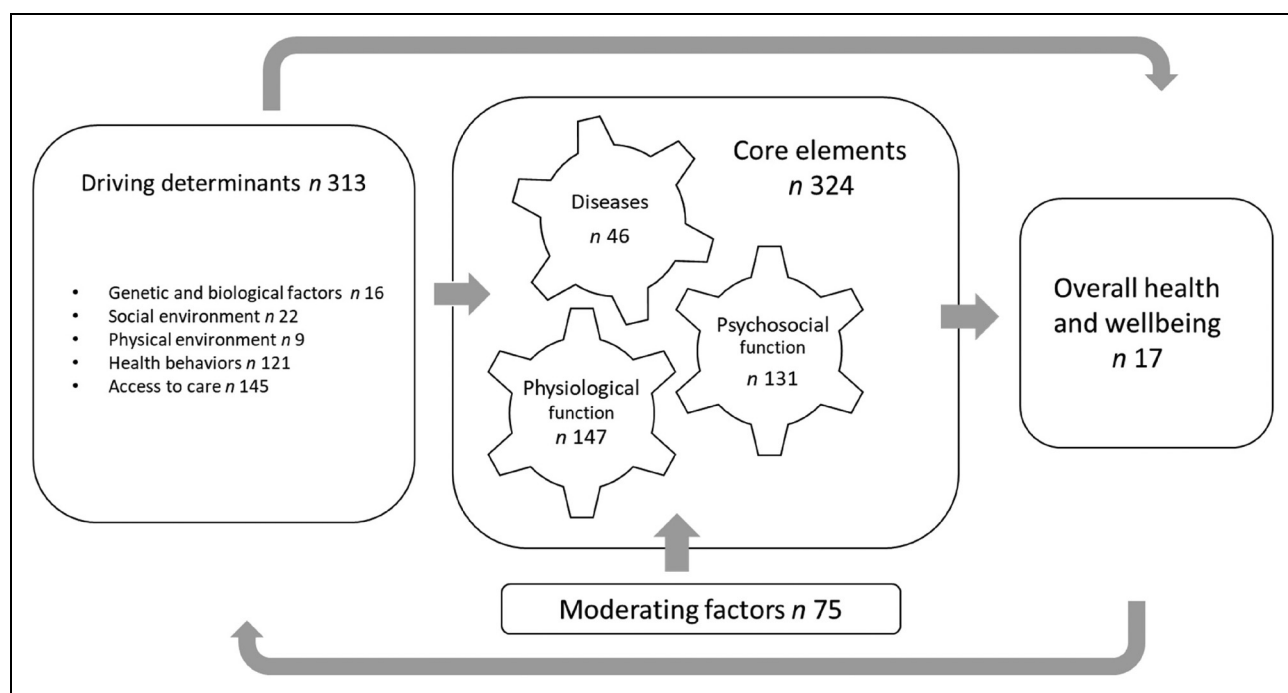 Driving determinants n 313
• Genetic and biological factors n 16
• Social environment n 22
• Physical environment n 9
• Health behaviors n 121
• Access to care n 145
Core elements
n 324
Diseases
n 46
Psychosocial
function
n 131
Physiological
function
n 147
Overall health
and wellbeing
n 17
Moderating factors n 75